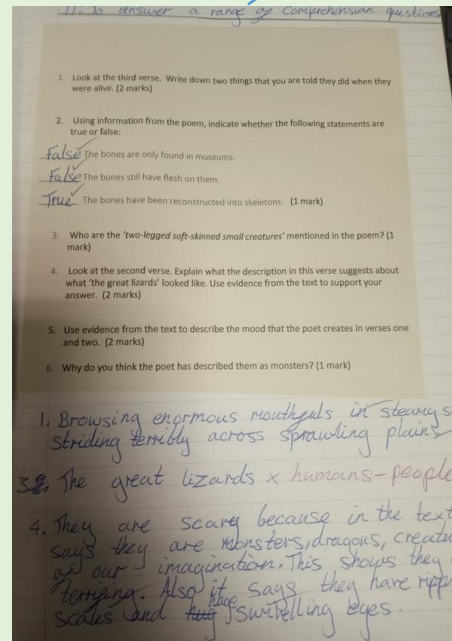 to answer a range of Comprehension questions
1. Look at the third verse. Write down two things that you are told they did when they
were alive. (2 marks)
2. Using information from the poem, indicate whether the following statements are
true or false:
False The bones are only found in museums.
False The bones still have flesh on them.
True The bones have been reconstructed into skeletons. (1 mark)
3. Who are the 'two-legged soft-skinned small creatures' mentioned in the poem? (1
mark)
4. Look at the second verse. Explain what the description in this verse suggests about
what 'the great lizards' looked like. Use evidence from the text to support your
answer. (2 marks)
5. Use evidence from the text to describe the mood that the poet creates in verses one
and two. (2 marks)
6. Why do you think the poet has described them as monsters? (1 mark)
1. Browsing enormous mouthfuls in steamy s
striding terribly across sprawling plains
3. The great lizards x humans-people
4. They are scary because in the text
says they are monsters, dragons, creatu
of our imagination. This shows they
terrifing. Also it says they have ripp
scales and have swivelling eyes.